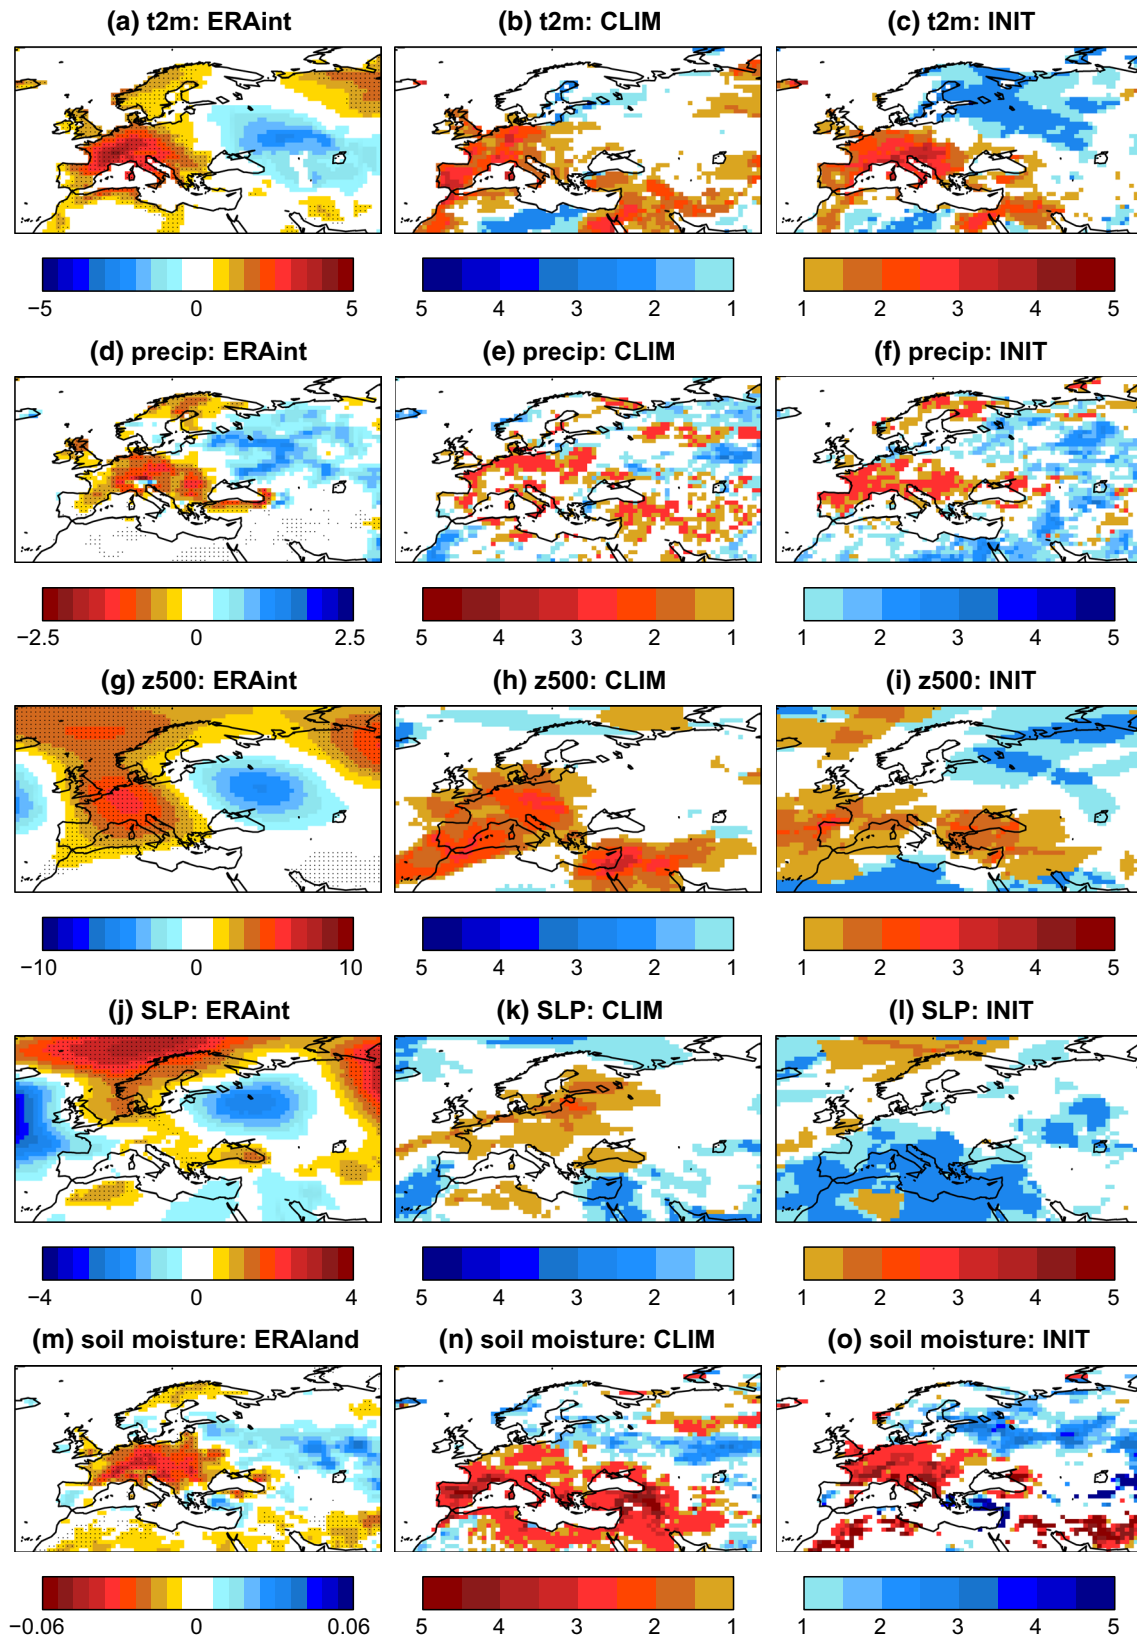 (a) t2m: ERAint (b) t2m: CLIM (c) t2m: INIT
−5 0 5 5 4 3 2 1 1 2 3 4 5
(d) precip: ERAint (e) precip: CLIM (f) precip: INIT
−2.5 0 2.5 5 4 3 2 1 1 2 3 4 5
(g) z500: ERAint (h) z500: CLIM (i) z500: INIT
−10 0 10 5 4 3 2 1 1 2 3 4 5
(j) SLP: ERAint (k) SLP: CLIM (l) SLP: INIT
−4 0 4 5 4 3 2 1 1 2 3 4 5
(m) soil moisture: ERAland (n) soil moisture: CLIM (o) soil moisture: INIT
−0.06 0 0.06 5 4 3 2 1 1 2 3 4 5